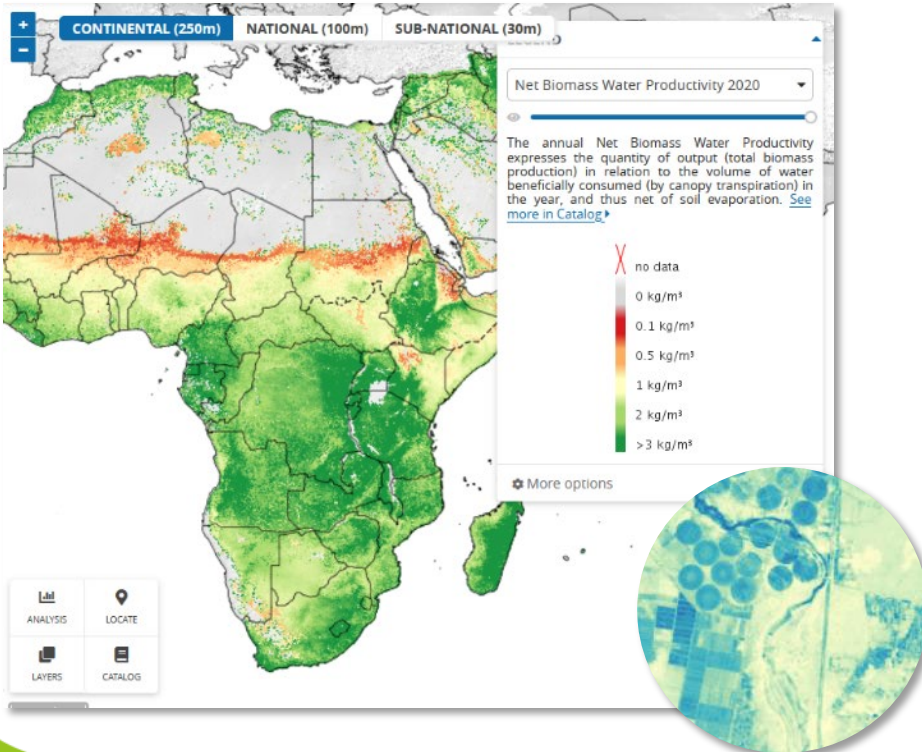 +
CONTINENTAL (250m) NATIONAL (100m) SUB-NATIONAL (30m)
−
Net Biomass Water Productivity 2020
The annual Net Biomass Water Productivity
expresses the quantity of output (total biomass
production) in relation to the volume of water
beneficially consumed (by canopy transpiration) in
the year, and thus net of soil evaporation. See
more in Catalog
no data
0 kg/m³
0.1 kg/m³
0.5 kg/m³
1 kg/m³
2 kg/m³
>3 kg/m³
More options
ANALYSIS LOCATE
LAYERS CATALOG